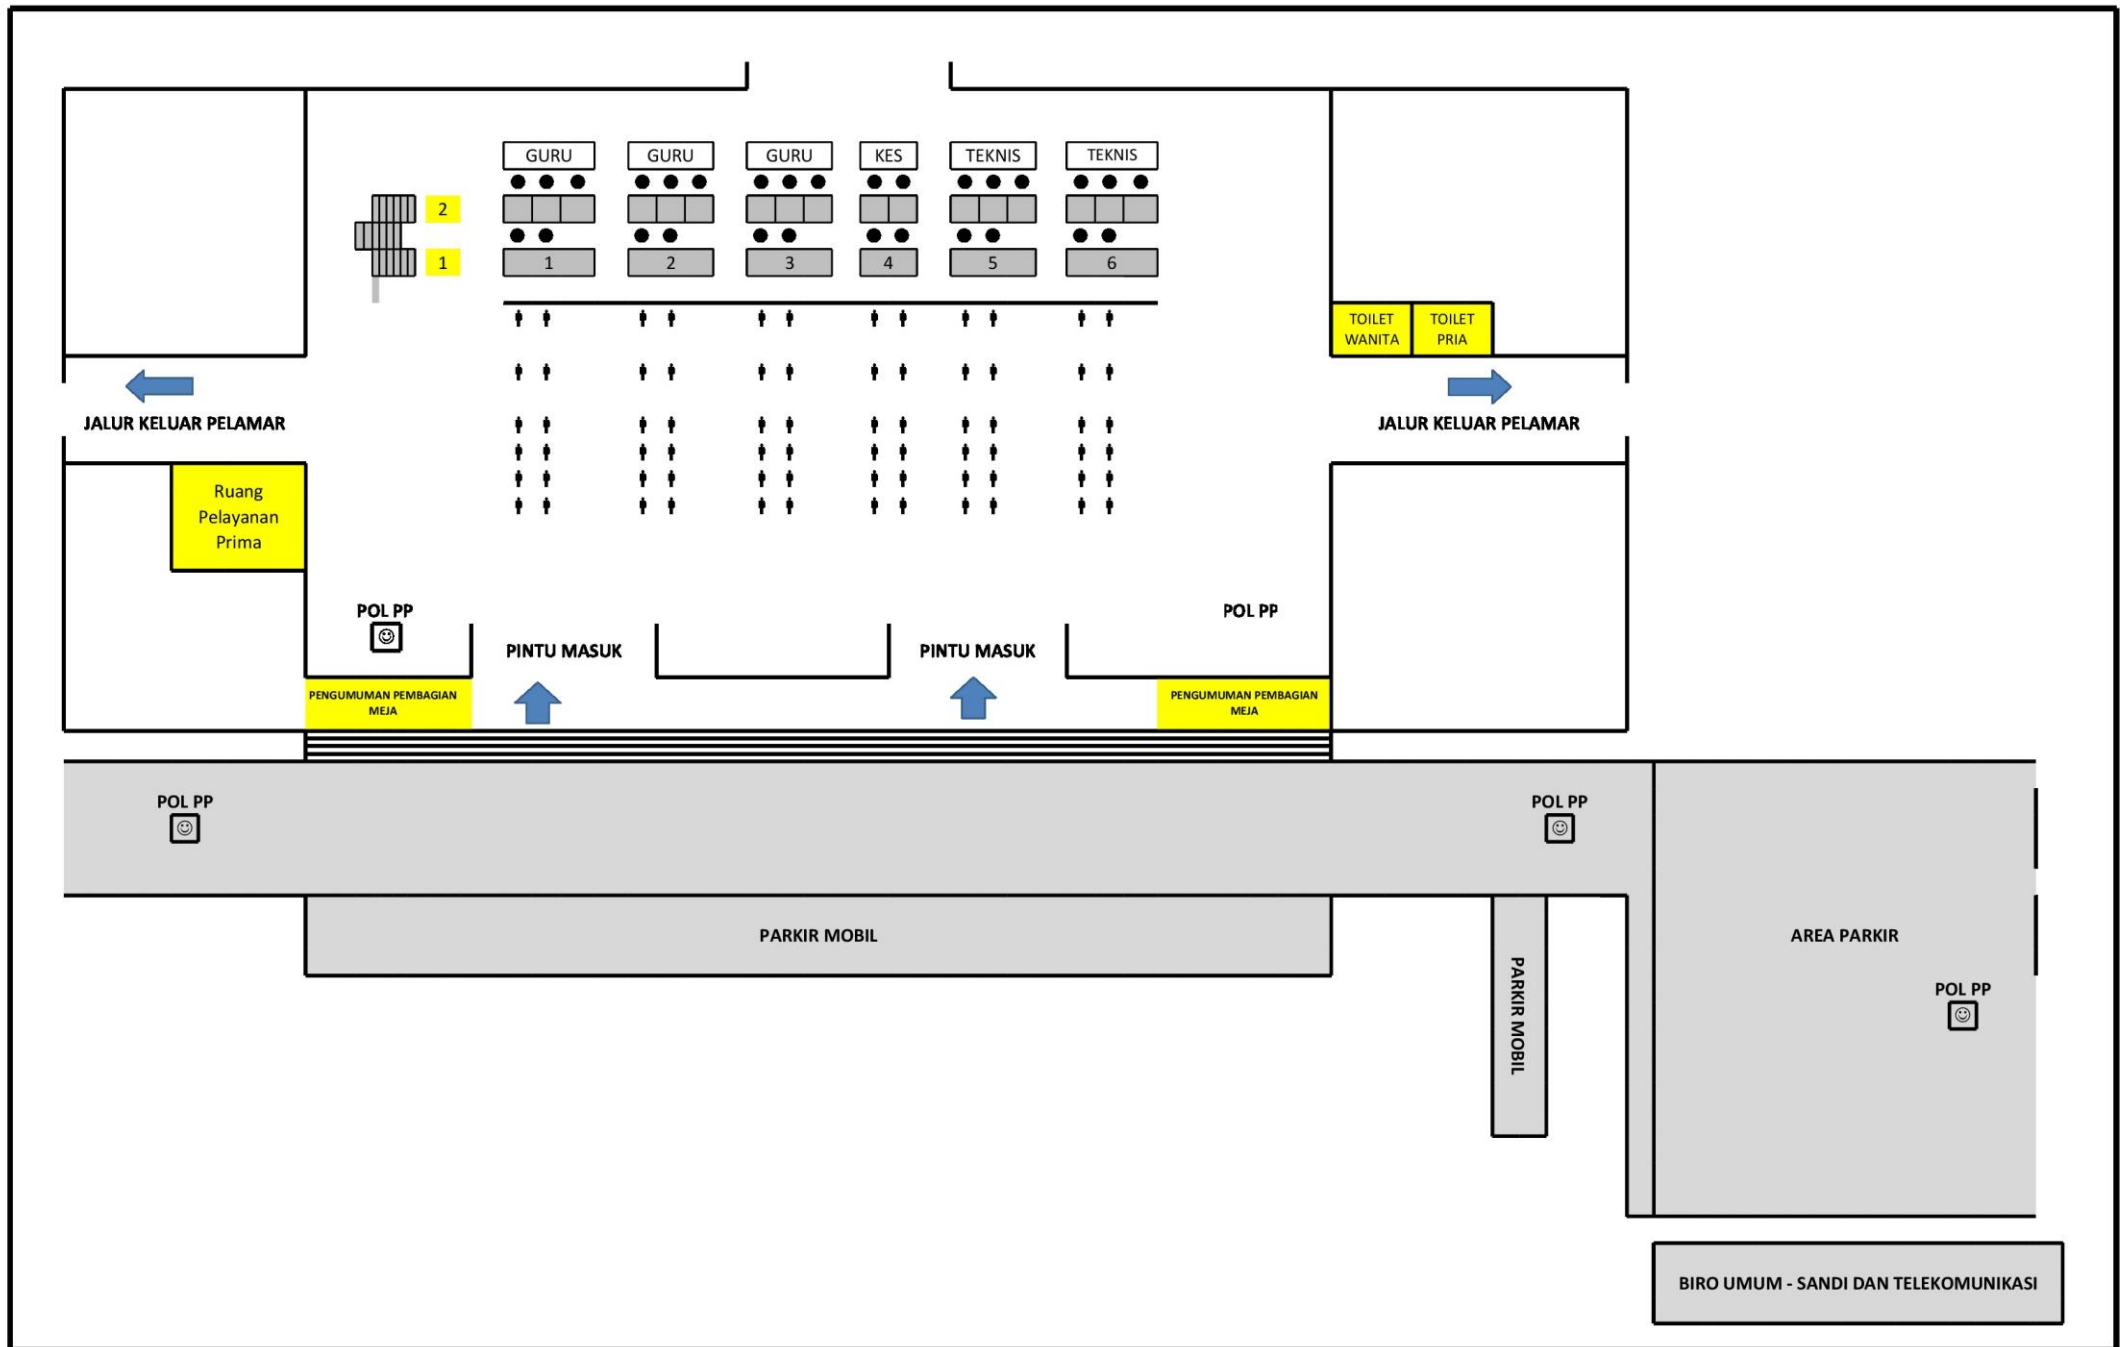 GURU GURU GURU KES TEKNIS TEKNIS
2
1 1 2 3 4 5 6
TOILET WANITA
TOILET PRIA
JALUR KELUAR PELAMAR
JALUR KELUAR PELAMAR
Ruang
Pelayanan
Prima
POL PP
POL PP
PINTU MASUK
PINTU MASUK
PENGUMUMAN PEMBAGIAN
MEJA
PENGUMUMAN PEMBAGIAN
MEJA
POL PP
POL PP
PARKIR MOBIL
AREA PARKIR
PARKIR MOBIL
POL PP
BIRO UMUM - SANDI DAN TELEKOMUNIKASI